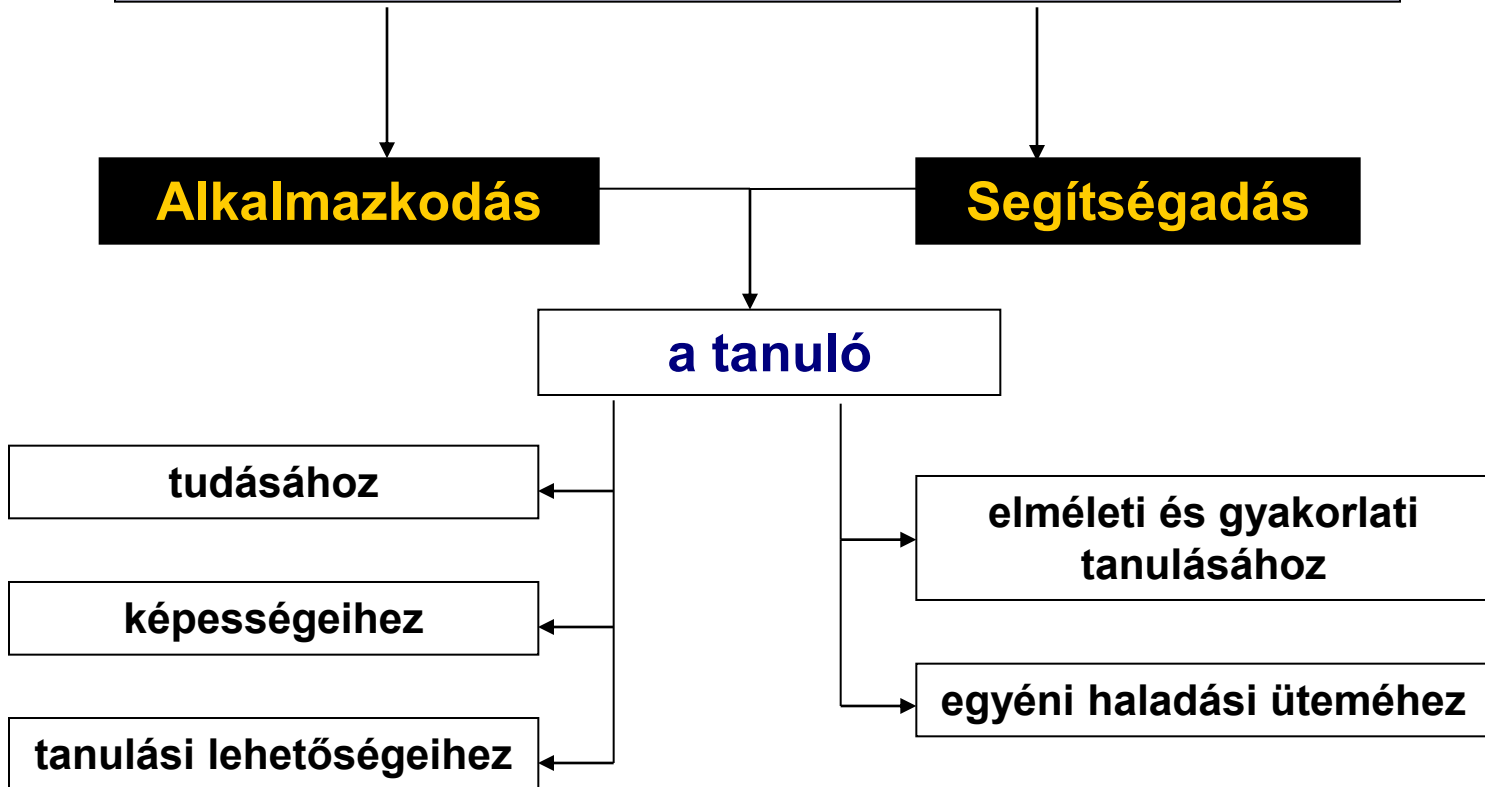 Alkalmazkodás
Segítségadás
a tanuló
tudásához
képességeihez
tanulási lehetőségeihez
elméleti és gyakorlati
tanulásához
egyéni haladási üteméhez